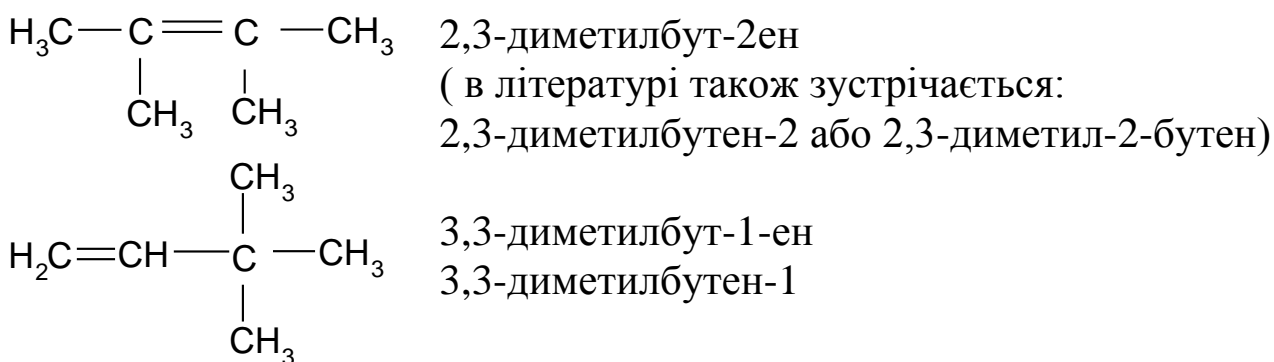 H₃C—C=C—CH₃ 2,3-диметилбут-2ен
( в літературі також зустрічається:
CH₃ CH₃
2,3-диметилбутен-2 або 2,3-диметил-2-бутен)
CH₃
3,3-диметилбут-1-ен
H₂C=CH—C—CH₃
3,3-диметилбутен-1
CH₃